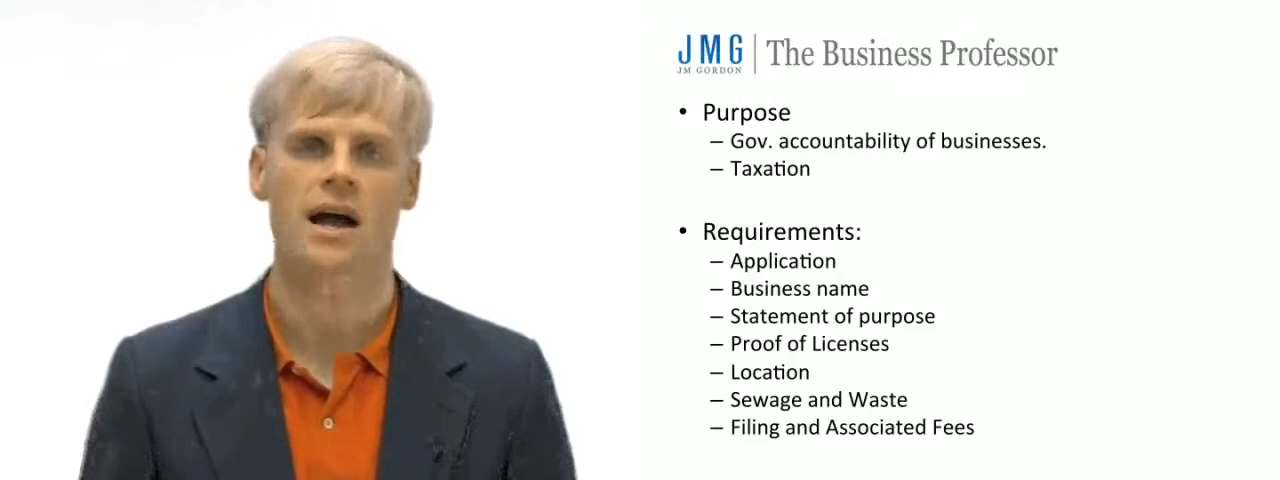 JMG | The Business Professor
JM GORDON
• Purpose
– Gov. accountability of businesses.
– Taxation
• Requirements:
– Application
– Business name
– Statement of purpose
– Proof of Licenses
– Location
– Sewage and Waste
– Filing and Associated Fees